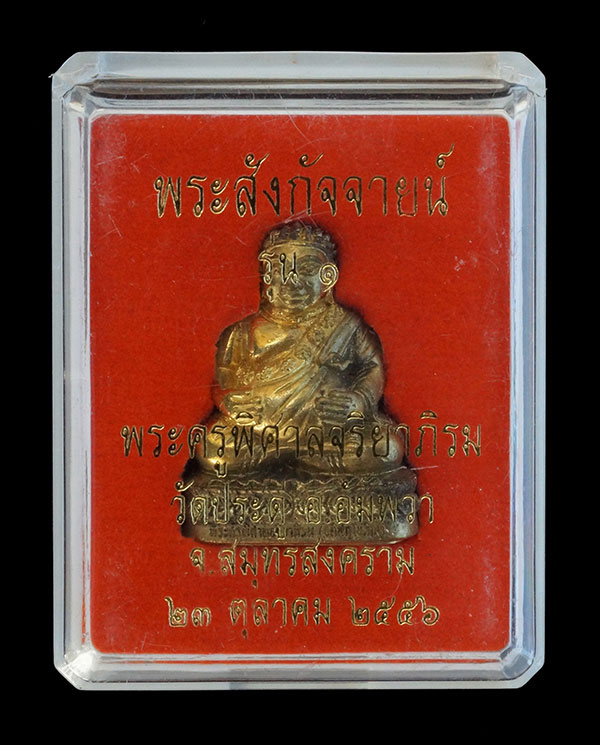 พระสังกัจจายน์
รุ่น ๑
พระครูพิศาลจริยาภิรม
วัดประดู่ อ.อัมพวา
จ.สมุทรสงคราม
๒๓ ตุลาคม ๒๕๕๖